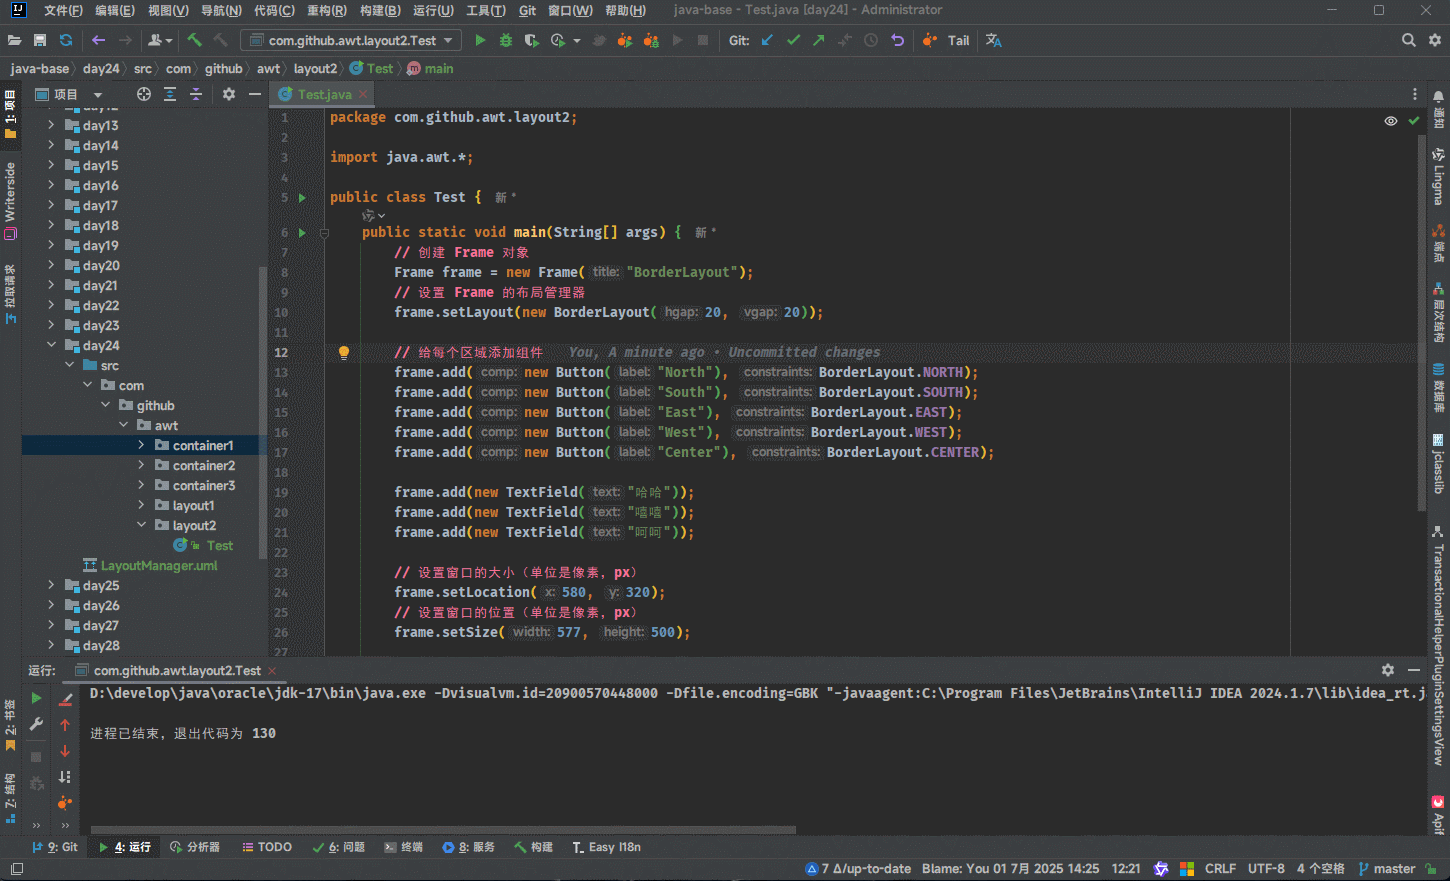 文件(F) 编辑(E) 视图(V) 导航(N) 代码(C) 重构(R) 构建(B) 运行(U) 工具(T) Git 窗口(W) 帮助(H) java-base - Test.java [day24] - Administrator
com.github.awt.layout2.Test Git: Tail
java-base day24 src com github awt layout2 Test main
项目
Test.java
1: 项目
Writerside
拉取请求
2: 书签
7: 结构
day12
day13
day14
day15
day16
day17
day18
day19
day20
day21
day22
day23
day24
src
com
github
awt
container1
container2
container3
layout1
layout2
Test
LayoutManager.uml
day25
day26
day27
day28
1 package com.github.awt.layout2;
2
3 import java.awt.*;
4
5 public class Test { 新 *
6 public static void main(String[] args) { 新 *
7 // 创建 Frame 对象
8 Frame frame = new Frame( title: "BorderLayout");
9 // 设置 Frame 的布局管理器
10 frame.setLayout(new BorderLayout( hgap: 20, vgap: 20));
11
12 // 给每个区域添加组件 You, A minute ago • Uncommitted changes
13 frame.add( comp: new Button( label: "North"), constraints: BorderLayout.NORTH);
14 frame.add( comp: new Button( label: "South"), constraints: BorderLayout.SOUTH);
15 frame.add( comp: new Button( label: "East"), constraints: BorderLayout.EAST);
16 frame.add( comp: new Button( label: "West"), constraints: BorderLayout.WEST);
17 frame.add( comp: new Button( label: "Center"), constraints: BorderLayout.CENTER);
18
19 frame.add(new TextField( text: "哈哈"));
20 frame.add(new TextField( text: "嘻嘻"));
21 frame.add(new TextField( text: "呵呵"));
22
23 // 设置窗口的大小（单位是像素，px）
24 frame.setLocation( x: 580, y: 320);
25 // 设置窗口的位置（单位是像素，px）
26 frame.setSize( width: 577, height: 500);
27
通知
Lingma
端点
层次结构
数据库
jclasslib
TransactionalHelperPluginSettingsView
Apif
运行: com.github.awt.layout2.Test
D:\develop\java\oracle\jdk-17\bin\java.exe -Dvisualvm.id=20900570448000 -Dfile.encoding=GBK "-javaagent:C:\Program Files\JetBrains\IntelliJ IDEA 2024.1.7\lib\idea_rt.j
进程已结束，退出代码为 130
9: Git 4: 运行 分析器 TODO 6: 问题 终端 8: 服务 构建 Easy I18n
7 Δ/up-to-date Blame: You 01 7月 2025 14:25 12:21 CRLF UTF-8 4 个空格 master